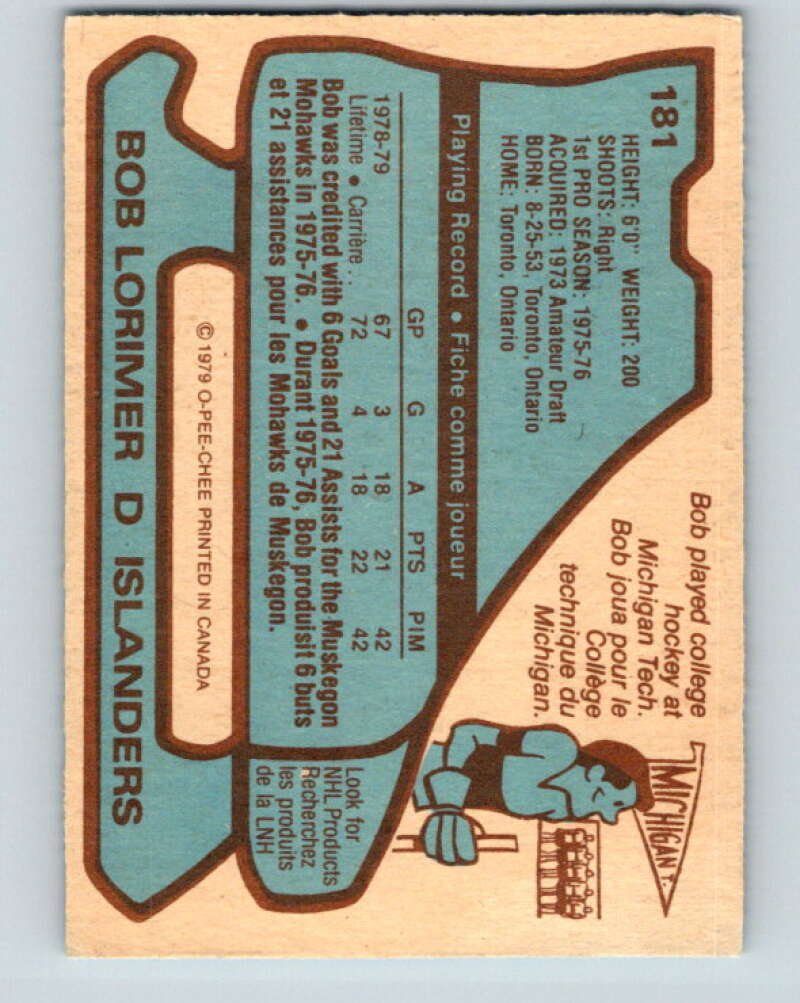 181
HEIGHT: 6'0" WEIGHT: 200
SHOOTS: Right
1st PRO SEASON: 1975-76
ACQUIRED: 1973 Amateur Draft
BORN: 8-25-53, Toronto, Ontario
HOME: Toronto, Ontario
Bob played college
hockey at
Michigan Tech.
Bob joua pour le
Collège
technique du
Michigan.
MICHIGAN T.
Playing Record • Fiche comme joueur
GP G A PTS PIM
1978-79 67 3 18 21 42
Lifetime • Carrière .. 72 4 18 22 42
Bob was credited with 6 Goals and 21 Assists for the Muskegon
Mohawks in 1975-76. • Durant 1975-76, Bob produisit 6 buts
et 21 assistances pour les Mohawks de Muskegon.
Look for
NHL Products
Recherchez
les produits
de la LNH
© 1979 O-PEE-CHEE PRINTED IN CANADA
BOB LORIMER D ISLANDERS